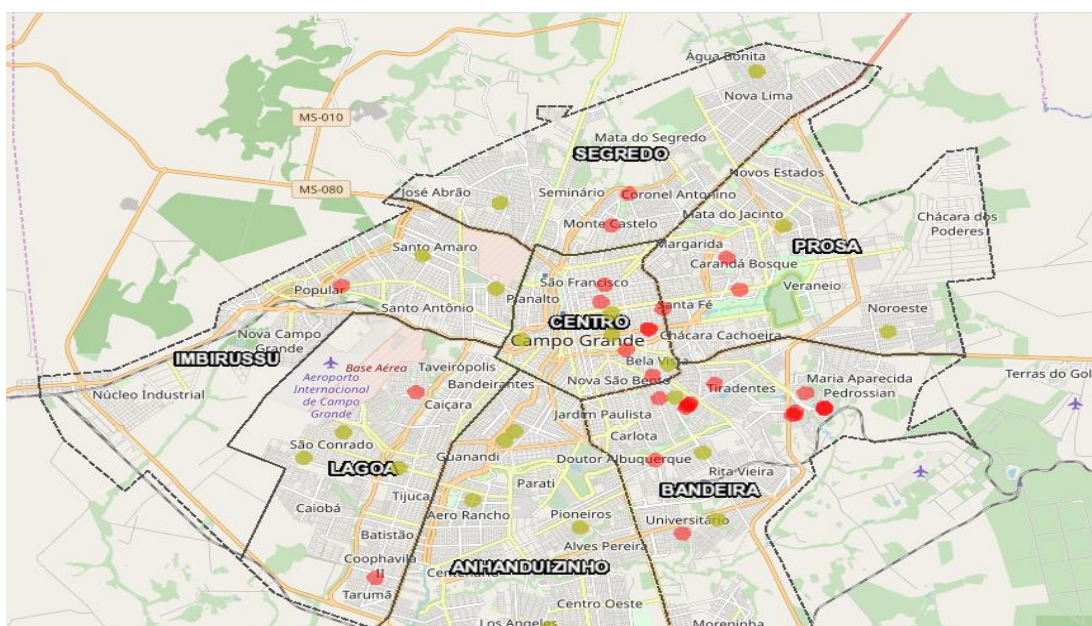 Água Bonita
Nova Lima
MS-010
Mata do Segredo
SEGREDO
MS-080
José Abrão
Seminário
Coronel Antonino
Novos Estados
Monte Castelo
Mata do Jacinto
Chácara dos
Poderes
Santo Amaro
Margarida
PROSA
Carandá Bosque
Popular
São Francisco
Planalto
Veraneio
Santo Antônio
Santa Fé
Noroeste
CENTRO
Nova Campo
Grande
Campo Grande
Chácara Cachoeira
IMBIRUSSU
Base Aérea
Taveirópolis
Bela Vista
Terras do Gol
Núcleo Industrial
Aeroporto
Internacional
de Campo
Grande
Bandeirantes
Nova São Bento
Tiradentes
Maria Aparecida
Pedrossian
Caiçara
Jardim Paulista
São Conrado
Carlota
LAGOA
Guanandi
Doutor Albuquerque
Rita Vieira
Parati
BANDEIRA
Caiobá
Tijuca
Aero Rancho
Pioneiros
Universitário
Batistão
Alves Pereira
Coophavila
II
Centenário
ANHANDUIZINHO
Tarumã
Centro Oeste
Los Angeles
Moreninha